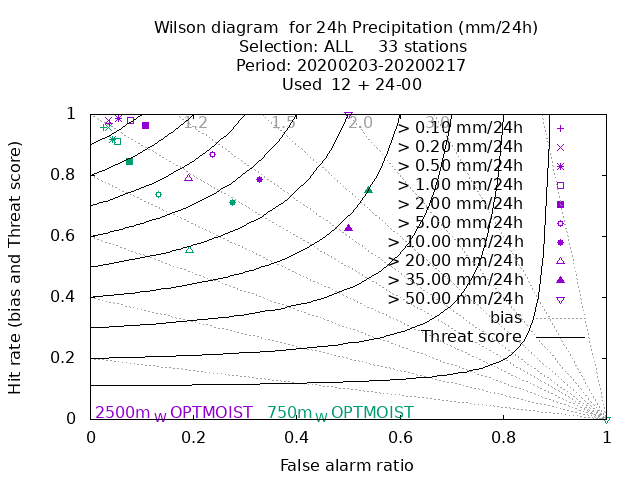 Wilson diagram  for 24h Precipitation (mm/24h)
Selection: ALL     33 stations
Period: 20200203-20200217
Used  12 + 24-00
1.2 1.5 2.0 3.0
> 0.10 mm/24h
> 0.20 mm/24h
> 0.50 mm/24h
> 1.00 mm/24h
> 2.00 mm/24h
> 5.00 mm/24h
> 10.00 mm/24h
> 20.00 mm/24h
> 35.00 mm/24h
> 50.00 mm/24h
bias
Threat score
Hit rate (bias and Threat score)
1
0.8
0.6
0.4
0.2
0
2500m W OPTMOIST 750m W OPTMOIST
0 0.2 0.4 0.6 0.8 1
False alarm ratio